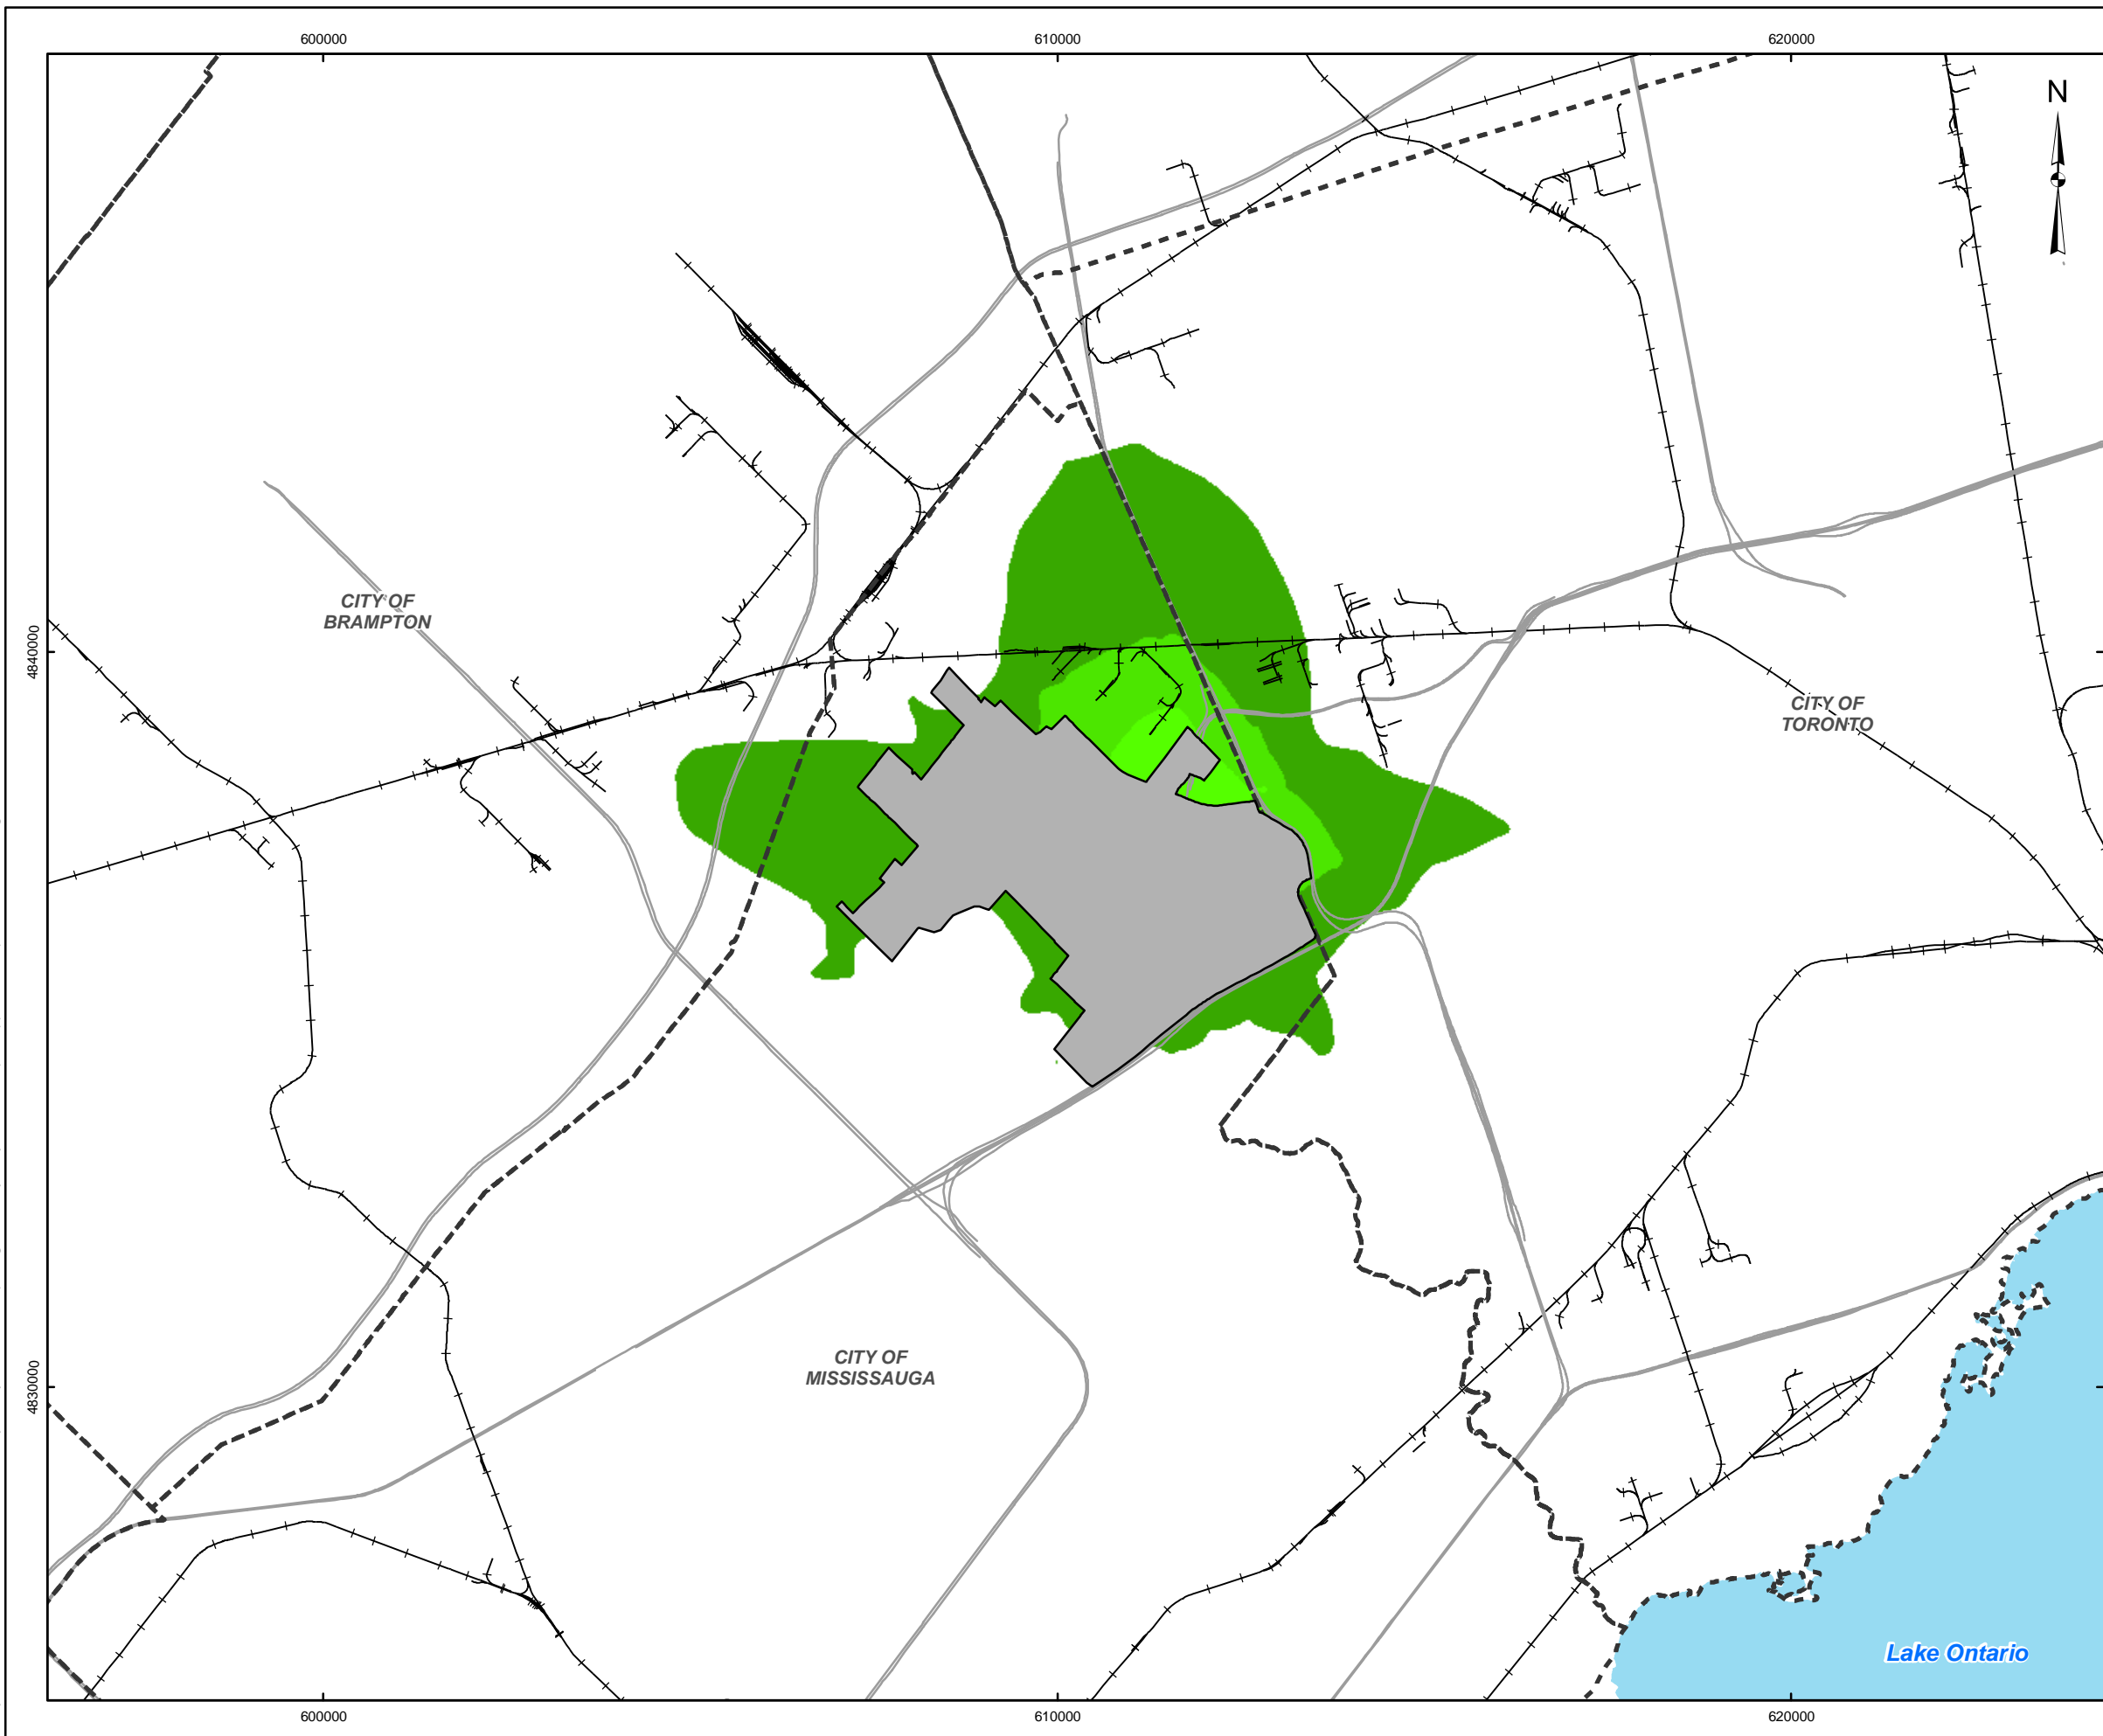 600000
610000
620000
N
CITY OF
BRAMPTON
4840000
CITY OF
TORONTO
CITY OF
MISSISSAUGA
4830000
Lake Ontario
600000
610000
620000